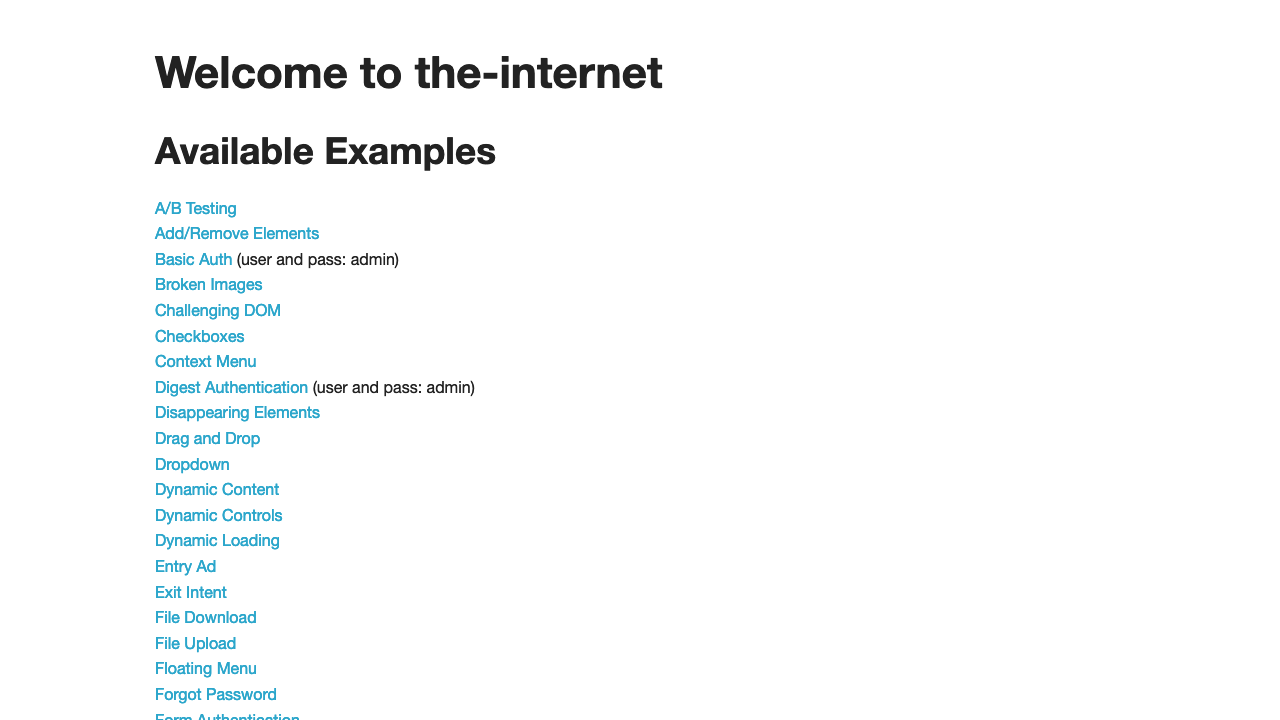 Welcome to the-internet
Available Examples
A/B Testing
Add/Remove Elements
Basic Auth (user and pass: admin)
Broken Images
Challenging DOM
Checkboxes
Context Menu
Digest Authentication (user and pass: admin)
Disappearing Elements
Drag and Drop
Dropdown
Dynamic Content
Dynamic Controls
Dynamic Loading
Entry Ad
Exit Intent
File Download
File Upload
Floating Menu
Forgot Password
Form Authentication